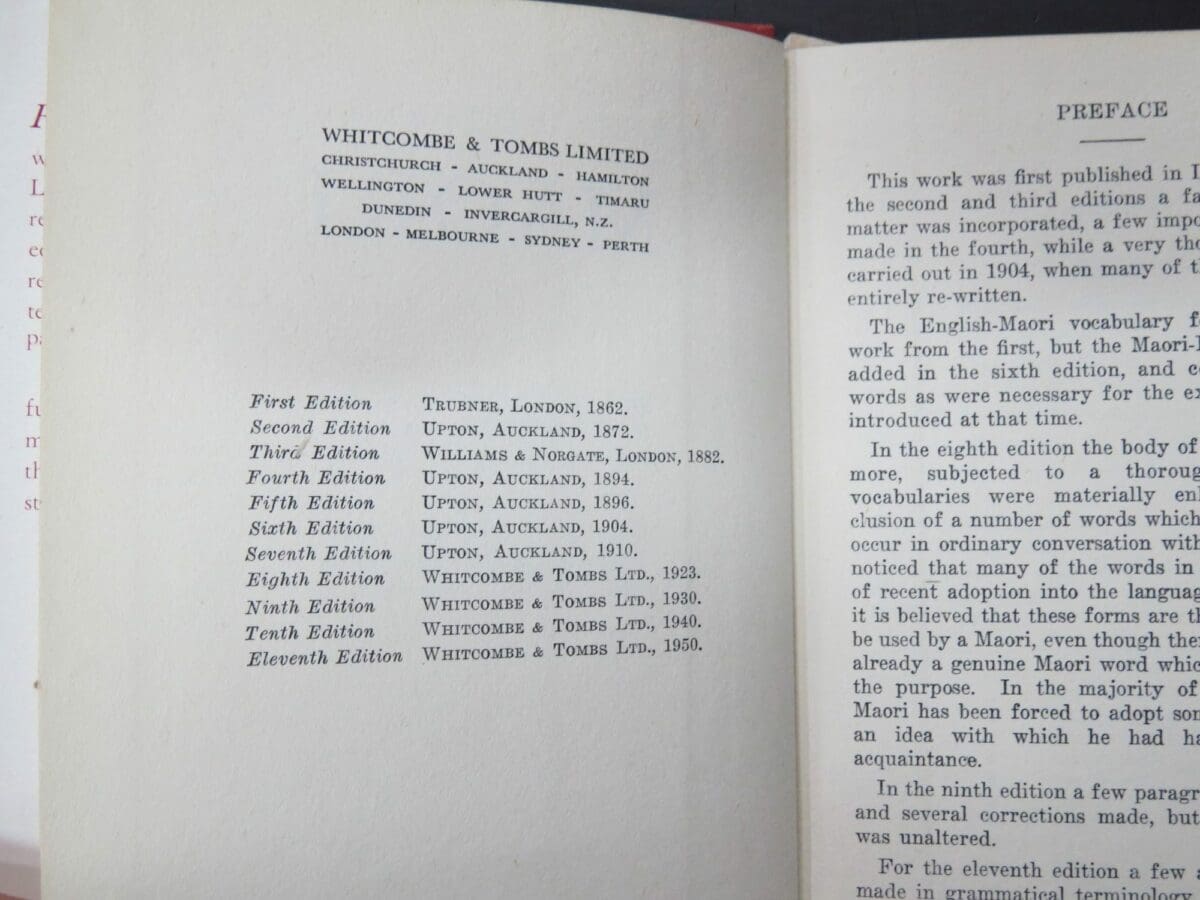 WHITCOMBE & TOMBS LIMITED
CHRISTCHURCH - AUCKLAND - HAMILTON
WELLINGTON - LOWER HUTT - TIMARU
DUNEDIN - INVERCARGILL, N.Z.
LONDON - MELBOURNE - SYDNEY - PERTH
First Edition TRUBNER, LONDON, 1862.
Second Edition UPTON, AUCKLAND, 1872.
Third Edition WILLIAMS & NORGATE, LONDON, 1882.
Fourth Edition UPTON, AUCKLAND, 1894.
Fifth Edition UPTON, AUCKLAND, 1896.
Sixth Edition UPTON, AUCKLAND, 1904.
Seventh Edition UPTON, AUCKLAND, 1910.
Eighth Edition WHITCOMBE & TOMBS LTD., 1923.
Ninth Edition WHITCOMBE & TOMBS LTD., 1930.
Tenth Edition WHITCOMBE & TOMBS LTD., 1940.
Eleventh Edition WHITCOMBE & TOMBS LTD., 1950.
PREFACE
This work was first published in
the second and third editions a
matter was incorporated, a few
made in the fourth, while a very
carried out in 1904, when many of
entirely re-written.
The English-Maori vocabulary
work from the first, but the
added in the sixth edition, and
words as were necessary for the
introduced at that time.
In the eighth edition the body of
more, subjected to a
vocabularies were materially
clusion of a number of words which
occur in ordinary conversation
noticed that many of the words in
of recent adoption into the
it is believed that these forms are
be used by a Maori, even though
already a genuine Maori word
the purpose. In the majority of
Maori has been forced to adopt
an idea with which he had
acquaintance.
In the ninth edition a few
and several corrections made, but
was unaltered.
For the eleventh edition a few
made in grammatical terminology